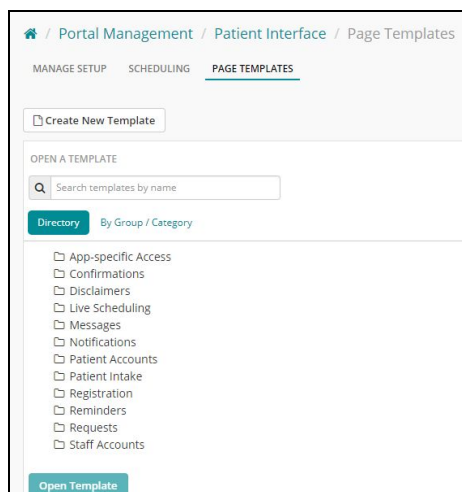 / Portal Management / Patient Interface / Page Templates
MANAGE SETUP SCHEDULING PAGE TEMPLATES
Create New Template
OPEN A TEMPLATE
Search templates by name
Directory By Group / Category
App-specific Access
Confirmations
Disclaimers
Live Scheduling
Messages
Notifications
Patient Accounts
Patient Intake
Registration
Reminders
Requests
Staff Accounts
Open Template